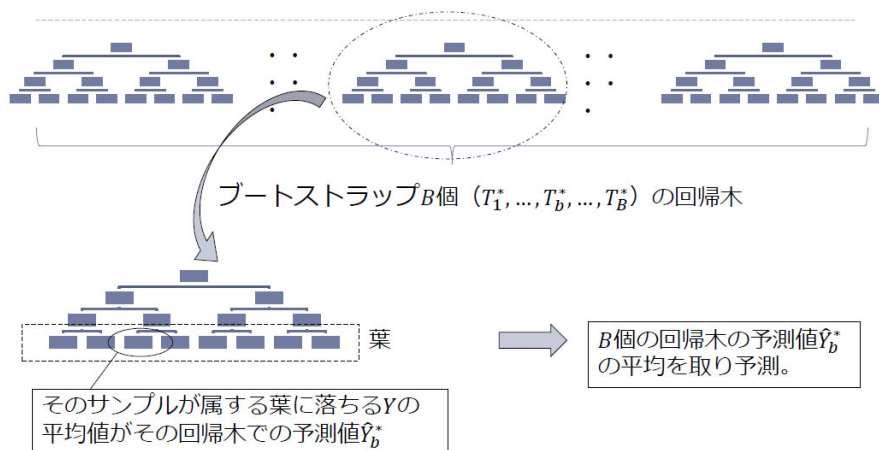 ブートストラップB個（T₁*, …, T_b*, …, T_B*）の回帰木
葉
B個の回帰木の予測値Ŷ_b*
の平均を取り予測。
そのサンプルが属する葉に落ちるYの
平均値がその回帰木での予測値Ŷ_b*